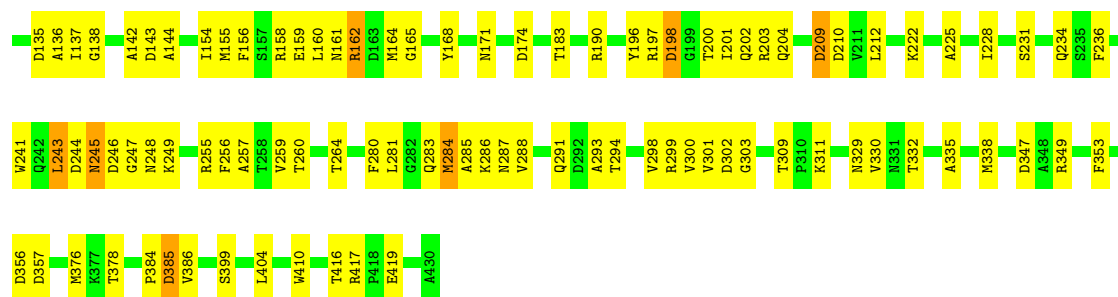 D135 A136 I137 G138 A142 D143 A144 I154 M155 F156 S157 R158 E159 L160 N161 R162 D163 M164 G165 Y168 N171 D174 T183 R190 Y196 R197 D198 G199 T200 I201 Q202 R203 Q204 D209 D210 V211 L212 K222 A225 I228 S231 Q234 S235 F236
W241 Q242 L243 D244 N245 D246 G247 N248 K249 R255 F256 A257 T258 V259 T260 T264 F280 L281 G282 Q283 M284 A285 K286 N287 V288 Q291 D292 A293 T294 V298 R299 V300 V301 D302 G303 T309 P310 K311 N329 V330 N331 T332 A335 M338 D347 A348 R349 F353
D356 D357 M376 K377 T378 P384 D385 V386 S399 L404 W410 T416 R417 P418 E419 A430